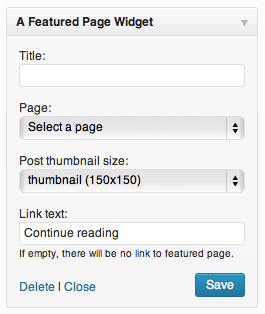 A Featured Page Widget
Title:
Page:
Select a page
Post thumbnail size:
thumbnail (150x150)
Link text:
Continue reading
If empty, there will be no link to featured page.
Delete | Close
Save